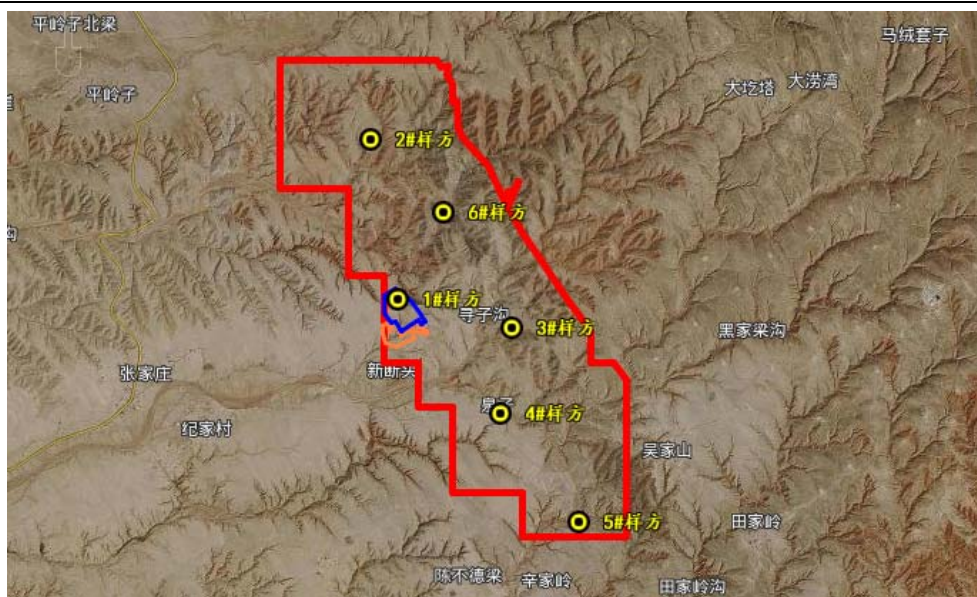 平岭子北梁
马绒套子
平岭子
大圪塔
大涝湾
2#样方
6#样方
沟
1#样方
寻子沟
3#样方
黑家梁沟
新断头
张家庄
4#样方
纪家村
吴家山
5#样方
田家岭
陈不德梁
辛家岭
田家岭沟